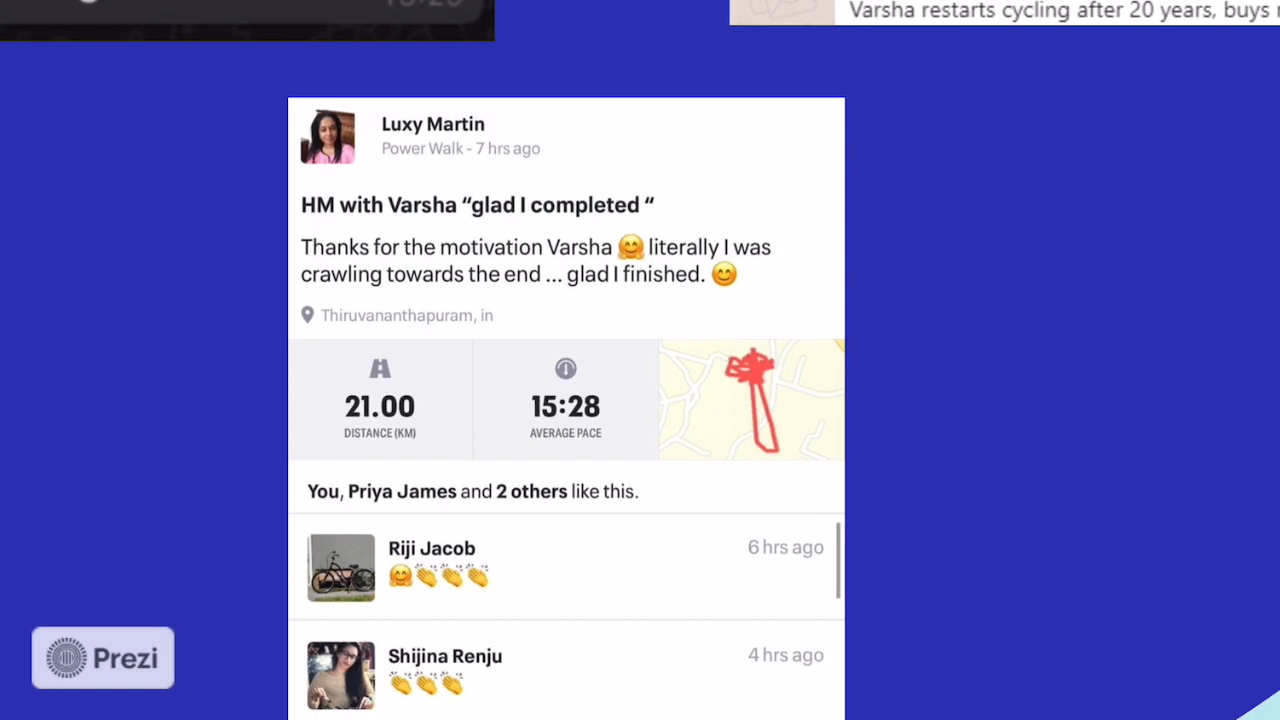 Varsha restarts cycling after 20 years, buys
Luxy Martin
Power Walk - 7 hrs ago
HM with Varsha “glad I completed “
Thanks for the motivation Varsha 🤗 literally I was
crawling towards the end ... glad I finished. 😊
Thiruvananthapuram, in
21.00
DISTANCE (KM)
15:28
AVERAGE PACE
You, Priya James and 2 others like this.
Riji Jacob
6 hrs ago
🤗👏👏👏
Shijina Renju
4 hrs ago
👏👏👏
Prezi